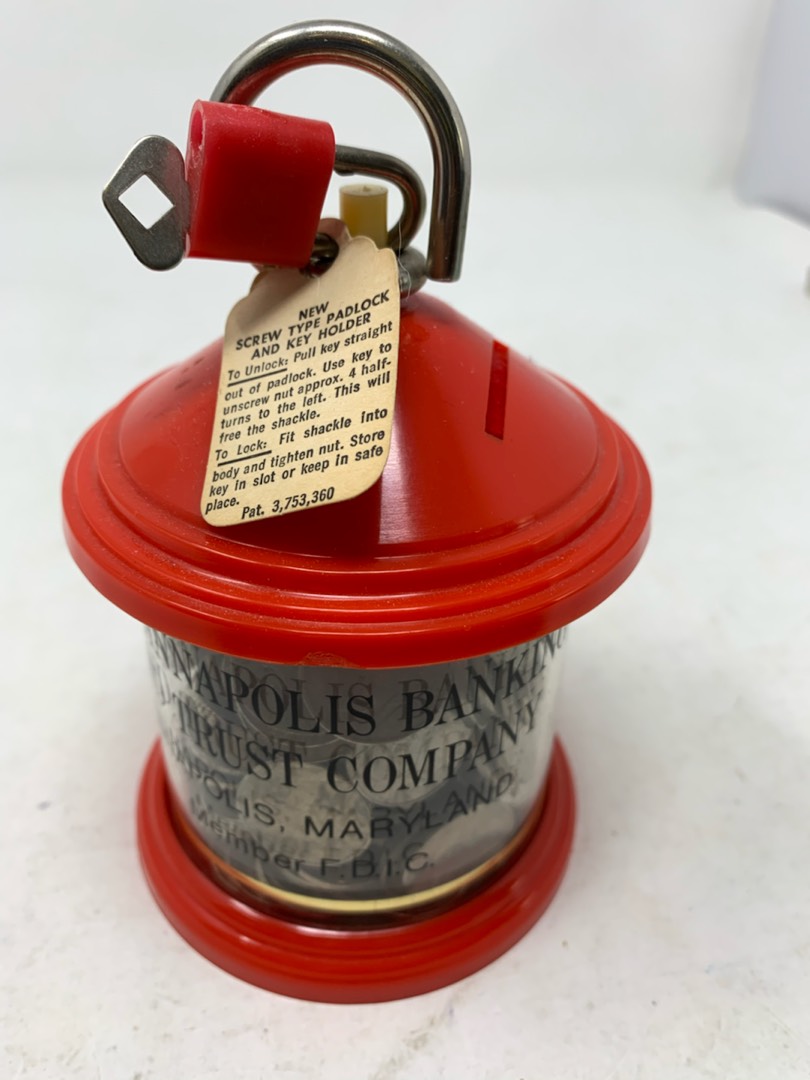 NEW
SCREW TYPE PADLOCK
AND KEY HOLDER
To Unlock: Pull key straight
out of padlock. Use key to
unscrew nut approx. 4 half-
turns to the left. This will
free the shackle.
To Lock: Fit shackle into
body and tighten nut. Store
key in slot or keep in safe
place.
Pat. 3,753,360
NNAPOLIS BANKING
D TRUST COMPANY
APOLIS, MARYLAND
Member F.D.I.C.